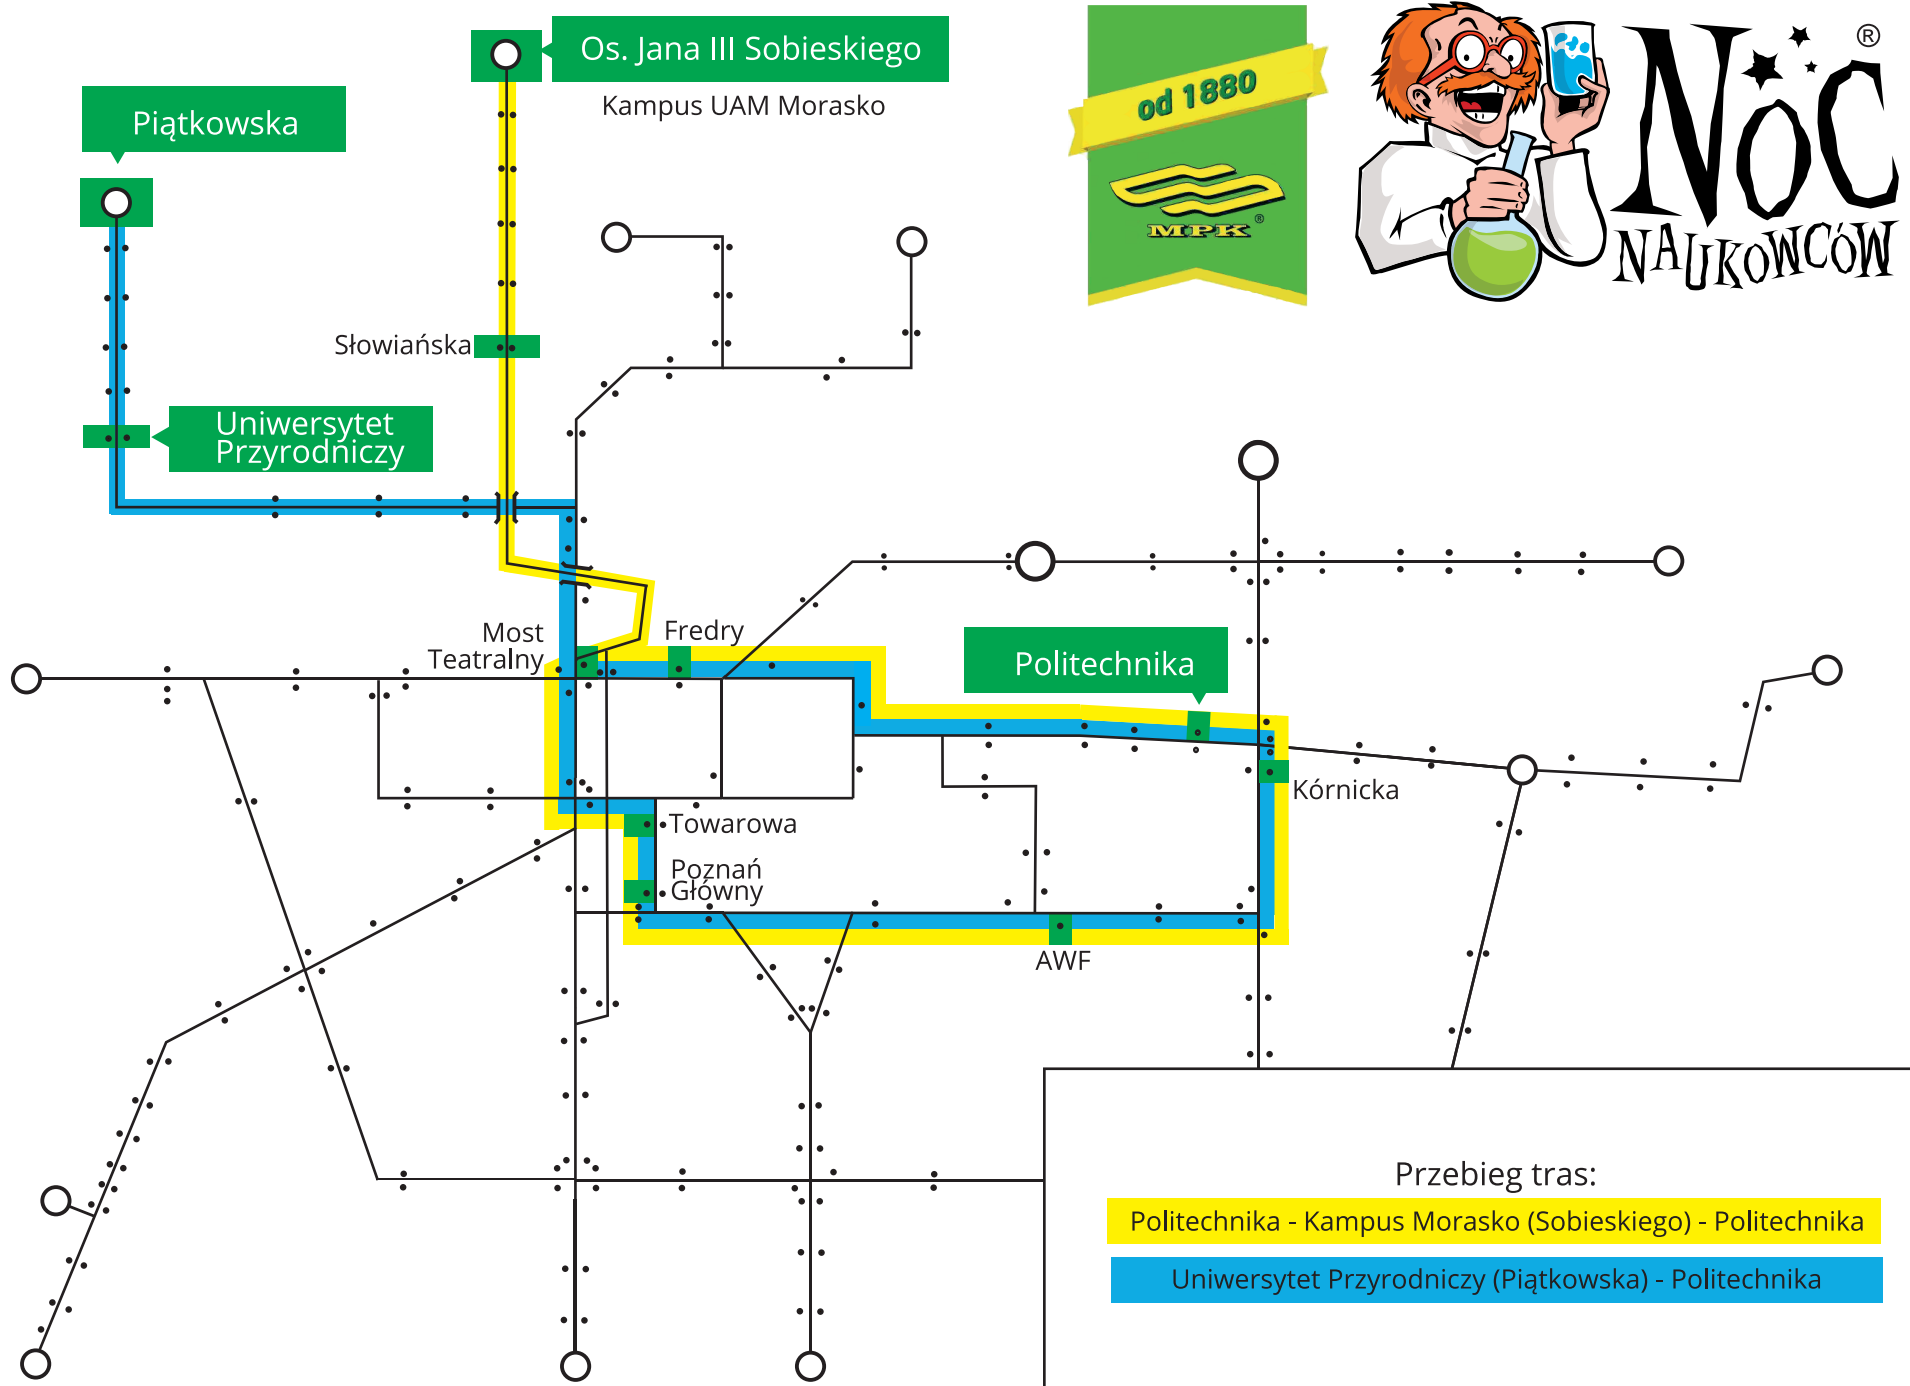 Os. Jana III Sobieskiego
Kampus UAM Morasko
Piątkowska
od 1880
MPK
®
NOC
®
NAUKOWCÓW
Słowiańska
Uniwersytet
Przyrodniczy
Most
Teatralny
Fredry
Politechnika
Kórnicka
Towarowa
Poznań
Główny
AWF
Przebieg tras:
Politechnika - Kampus Morasko (Sobieskiego) - Politechnika
Uniwersytet Przyrodniczy (Piątkowska) - Politechnika